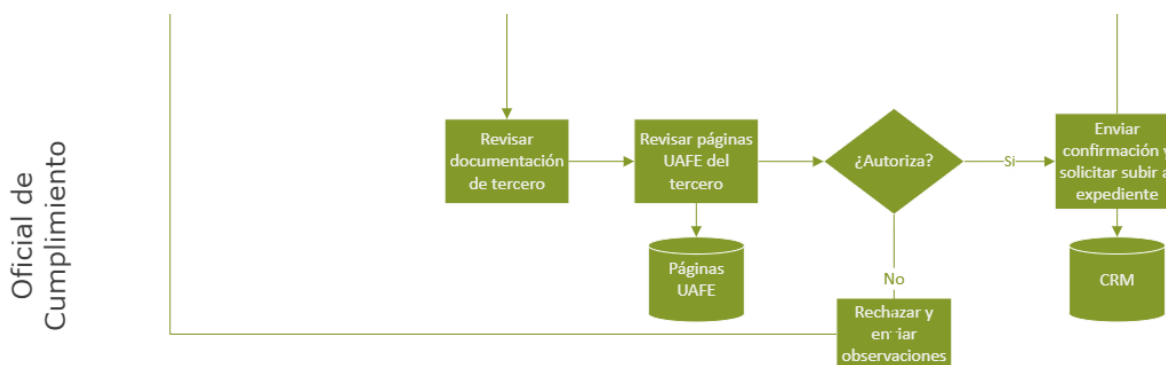 Oficial de
Cumplimiento
Revisar
documentación
de tercero
Revisar páginas
UAFE del
tercero
Páginas
UAFE
¿Autoriza?
Si
No
Rechazar y
enviar
observaciones
Enviar
confirmación y
solicitar subir a
expediente
CRM